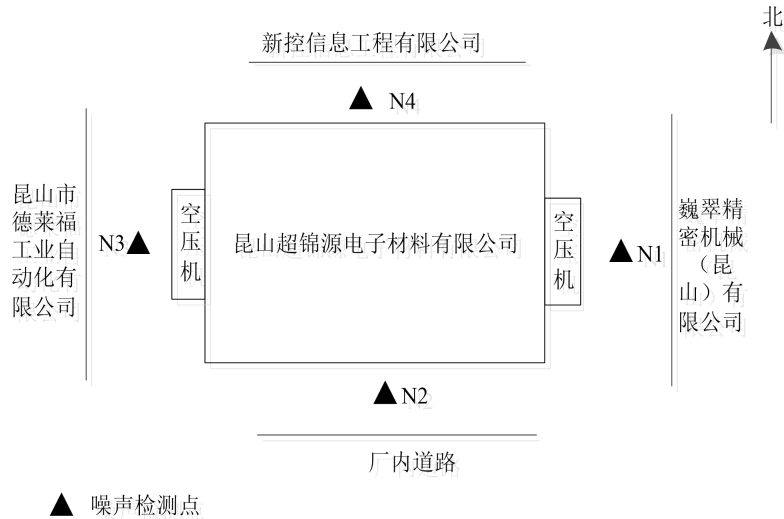 北
新控信息工程有限公司
N4
昆山市
德莱福
工业自
动化有
限公司
N3
空
压
机
昆山超锦源电子材料有限公司
空
压
机
N1
巍翠精
密机械
（昆
山）有
限公司
N2
厂内道路
噪声检测点